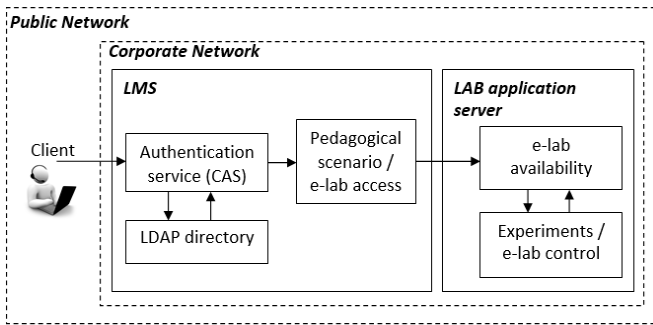 Public Network
Corporate Network
LMS
LAB application
server
Client
Authentication
service (CAS)
LDAP directory
Pedagogical
scenario /
e-lab access
e-lab
availability
Experiments /
e-lab control